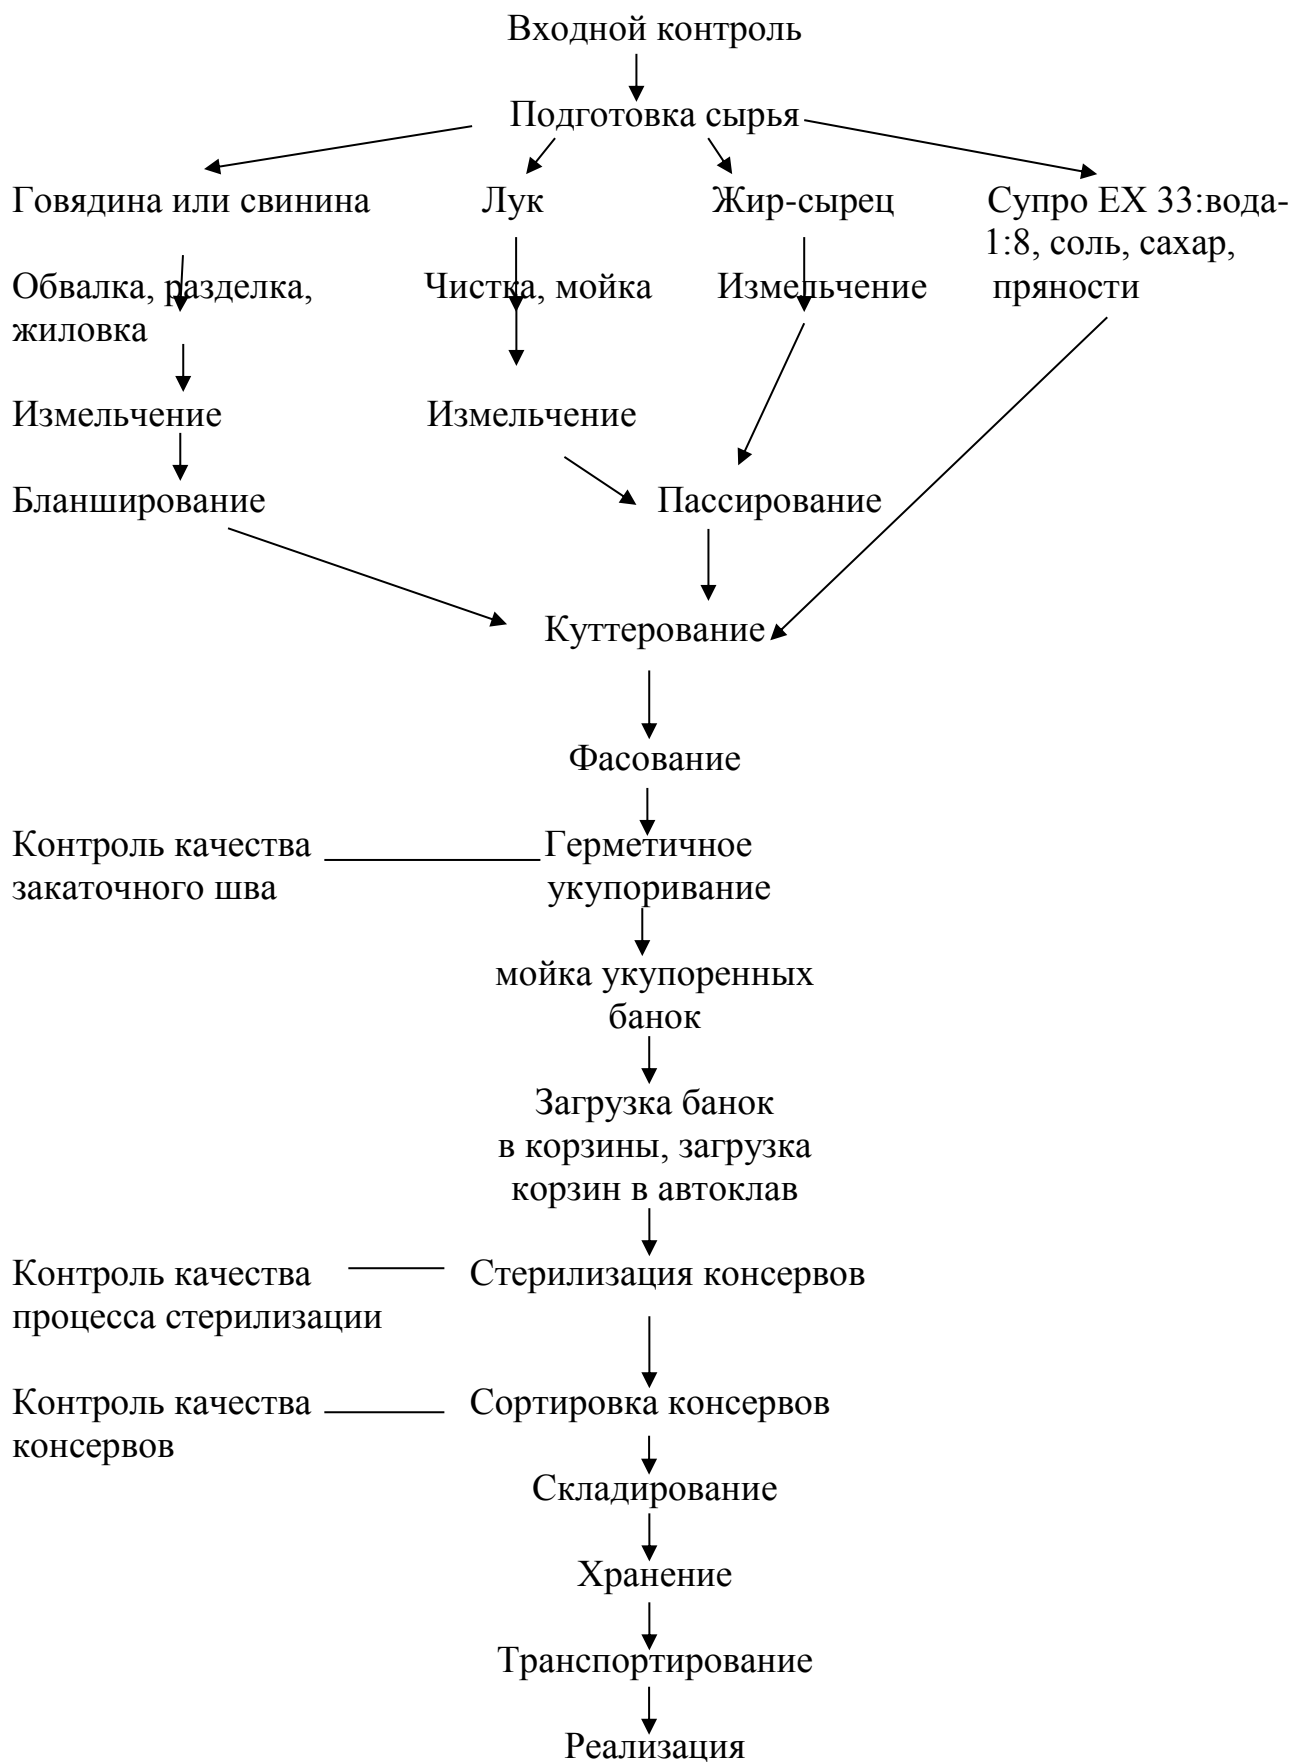 Входной контроль
Подготовка сырья
Говядина или свинина
Лук
Жир-сырец
Супро ЕХ 33:вода-
1:8, соль, сахар,
пряности
Обвалка, разделка,
жиловка
Чистка, мойка
Измельчение
Измельчение
Измельчение
Бланширование
Пассирование
Куттерование
Фасование
Контроль качества
закаточного шва
Герметичное
укупоривание
мойка укупоренных
банок
Загрузка банок
в корзины, загрузка
корзин в автоклав
Контроль качества
процесса стерилизации
Стерилизация консервов
Контроль качества
консервов
Сортировка консервов
Складирование
Хранение
Транспортирование
Реализация